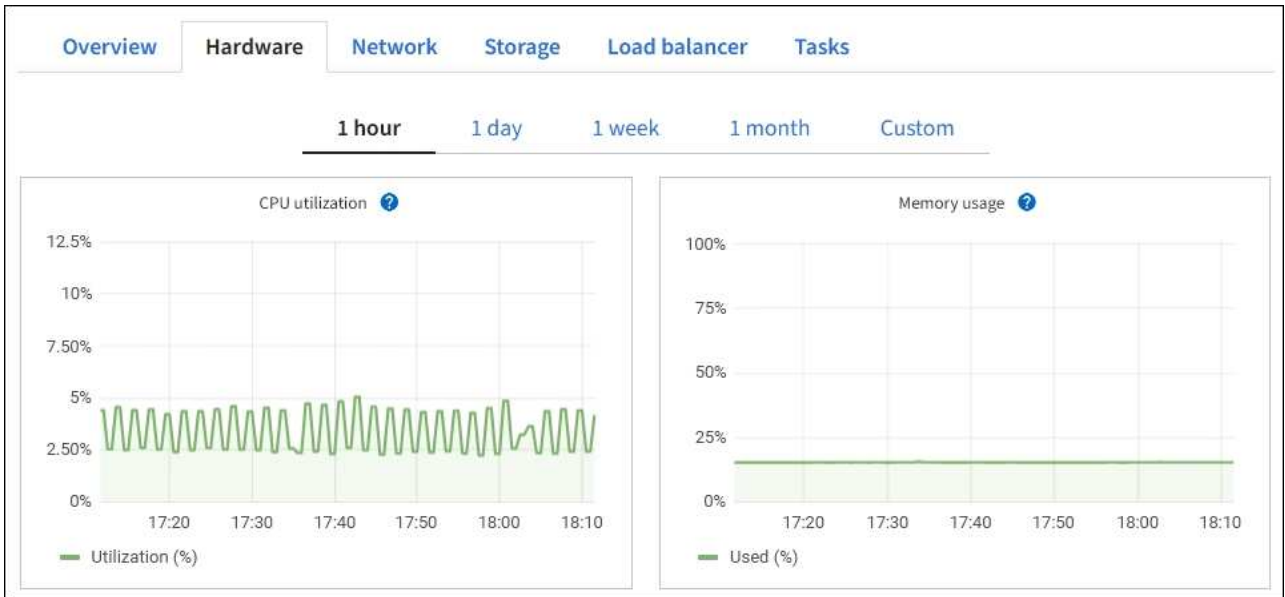 Overview Hardware Network Storage Load balancer Tasks
1 hour 1 day 1 week 1 month Custom
CPU utilization ?
12.5%
10%
7.50%
5%
2.50%
0%
17:20 17:30 17:40 17:50 18:00 18:10
Utilization (%)
Memory usage ?
100%
75%
50%
25%
0%
17:20 17:30 17:40 17:50 18:00 18:10
Used (%)